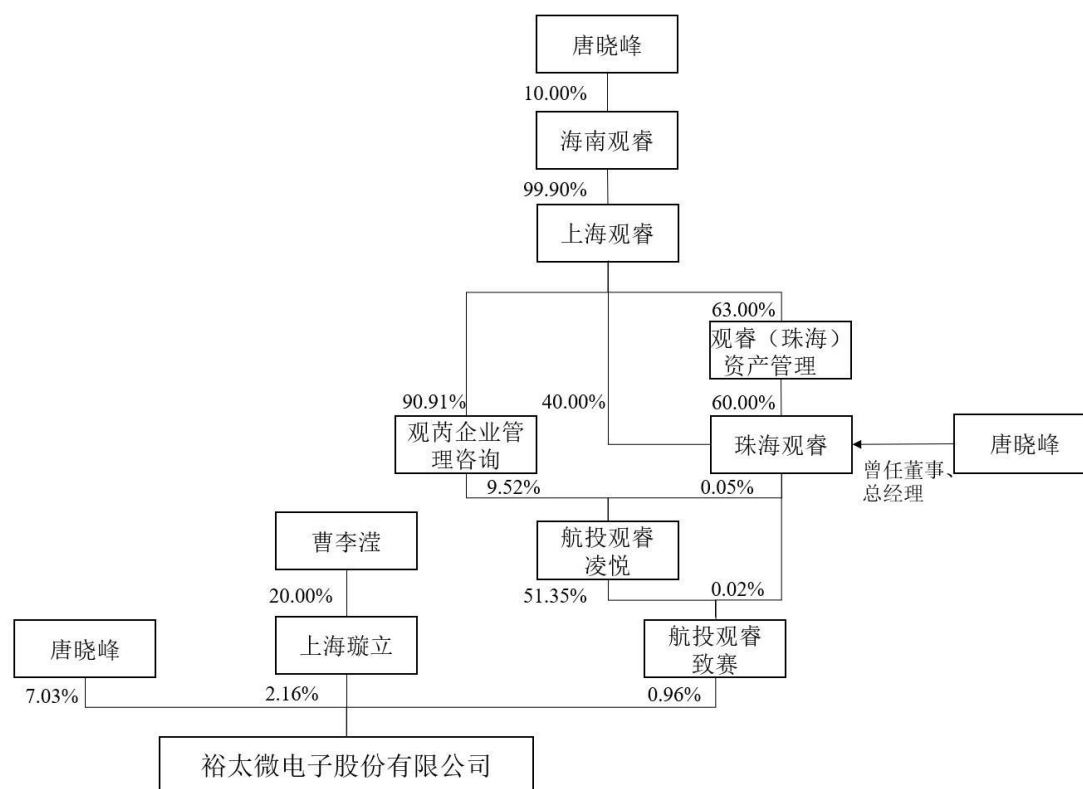 唐晓峰
10.00%
海南观睿
99.90%
上海观睿
63.00%
观睿（珠海）
资产管理
90.91%
40.00%
60.00%
观芮企业管
理咨询
珠海观睿
唐晓峰
曾任董事、
总经理
9.52%
0.05%
曹李滢
航投观睿
凌悦
20.00%
51.35%
0.02%
唐晓峰
上海璇立
航投观睿
致赛
7.03%
2.16%
0.96%
裕太微电子股份有限公司